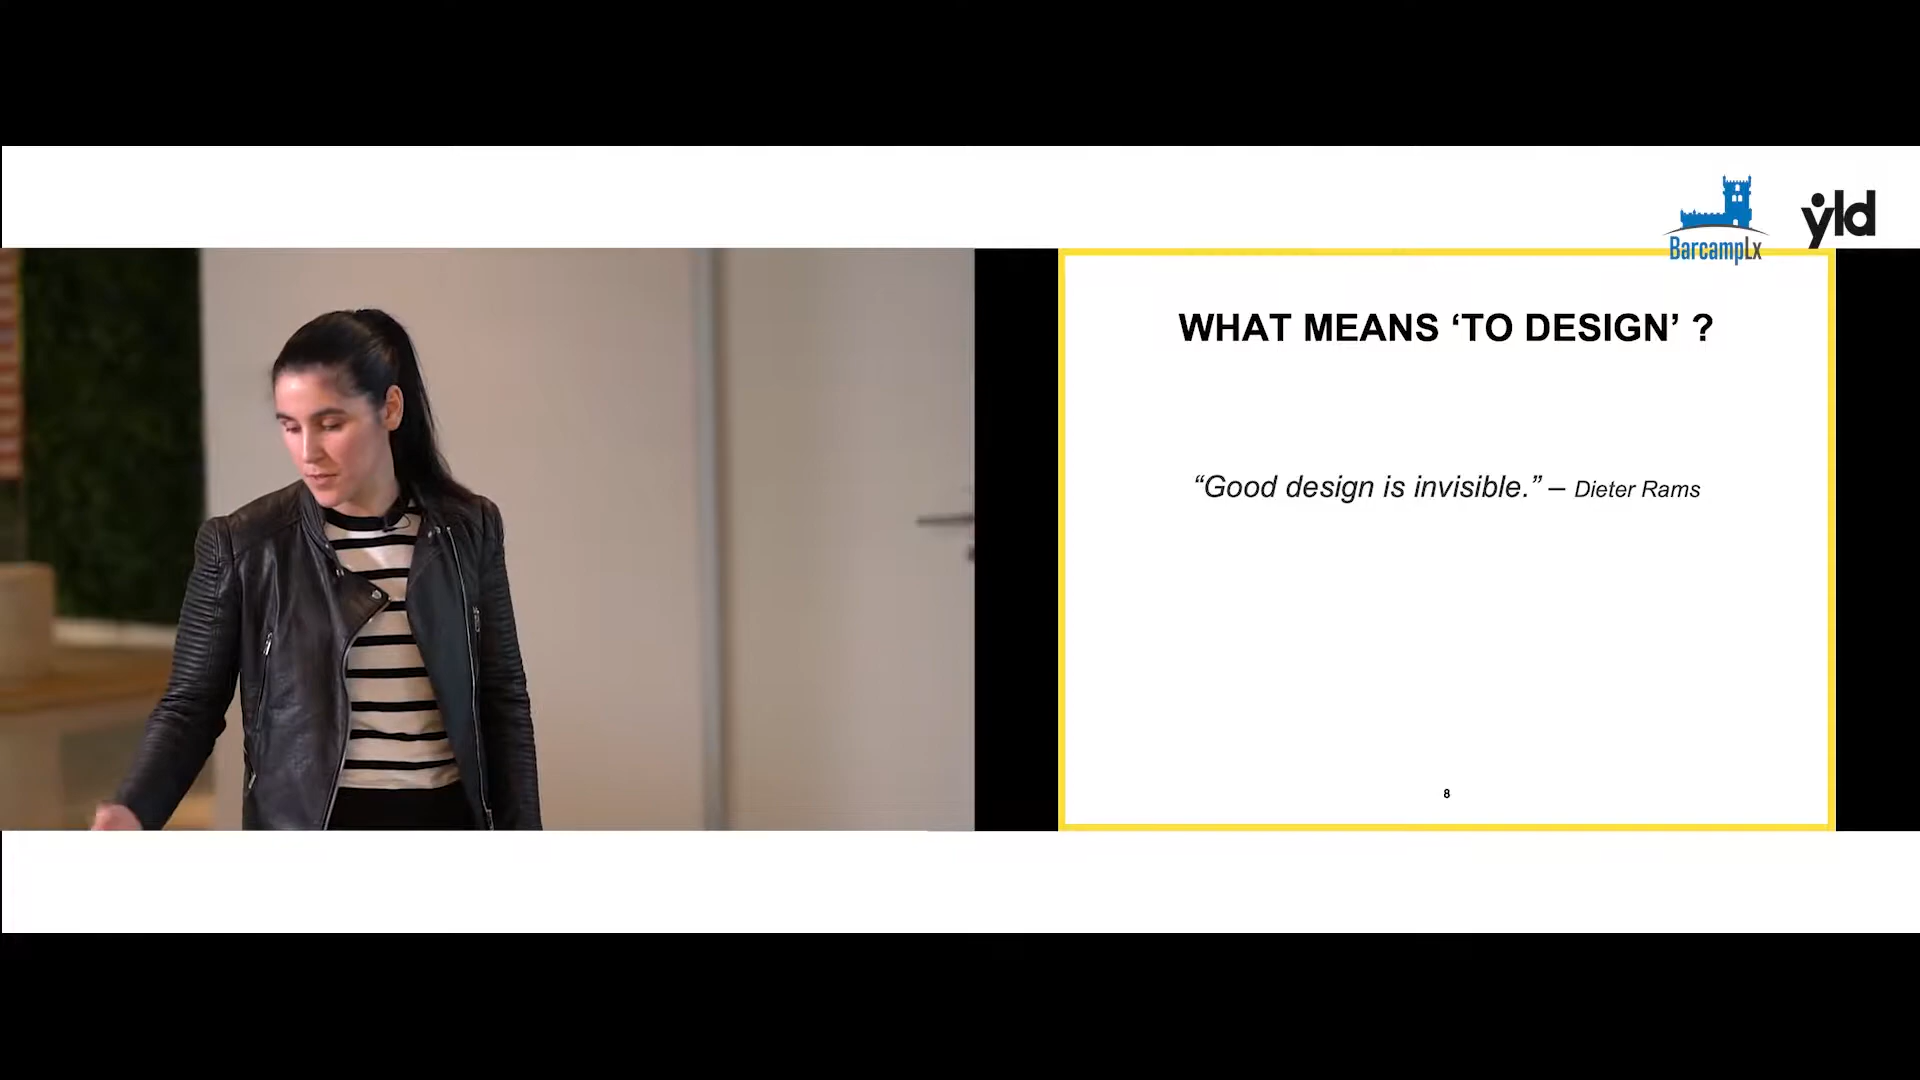 BarcampLx
yld
WHAT MEANS ‘TO DESIGN’ ?
“Good design is invisible.” – Dieter Rams
8